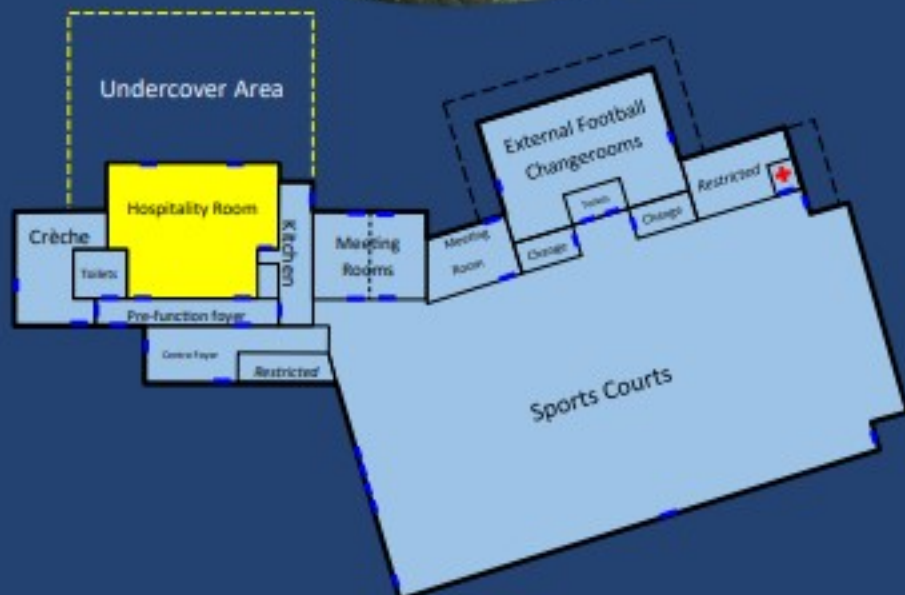 Undercover Area
External Football
Changerooms
Restricted
Hospitality Room
Kitchen
Toilets
Change
Crèche
Meeting
Rooms
Meeting
Room
Change
Toilets
Pre-function foyer
Centre Foyer
Restricted
Sports Courts